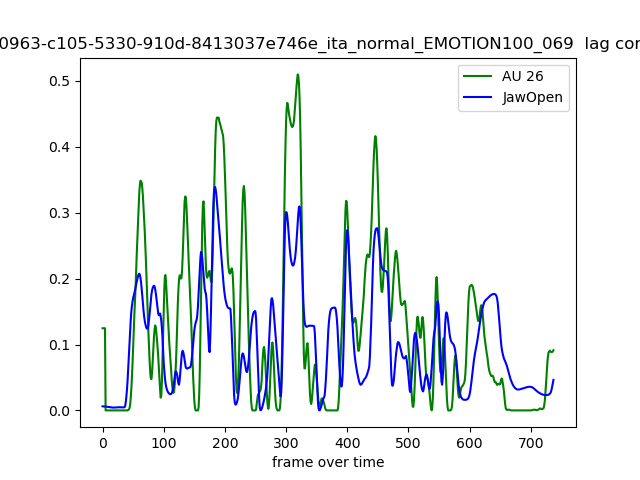 0963-c105-5330-910d-8413037e746e_ita_normal_EMOTION100_069 lag cor
AU 26
JawOpen
0.5
0.4
0.3
0.2
0.1
0.0
0 100 200 300 400 500 600 700
frame over time